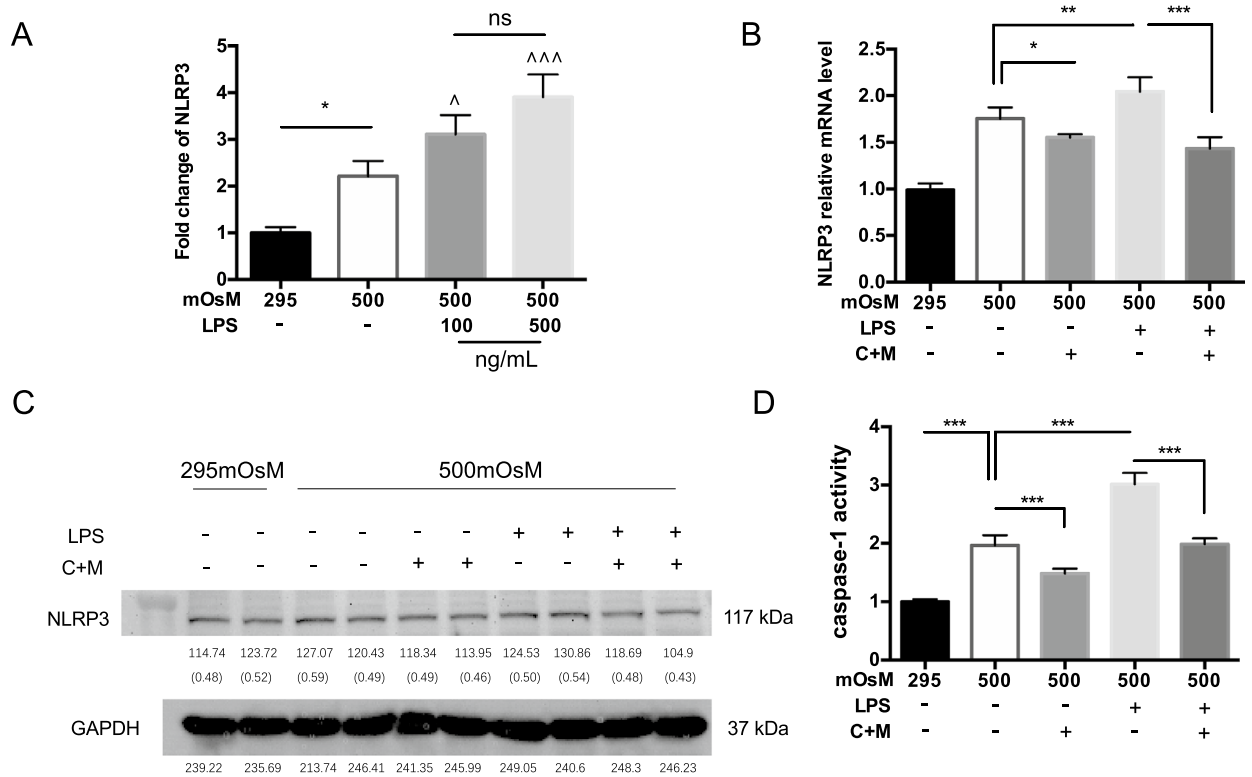 A
ns
^
^^^
*
Fold change of NLRP3
5
4
3
2
1
0
mOsM 295 500 500 500
LPS - - 100 500
ng/mL
B
** ***
*
NLRP3 relative mRNA level
2.5
2.0
1.5
1.0
0.5
0.0
mOsM 295 500 500 500 500
LPS - - - + +
C+M - - + - +
C
295mOsM 500mOsM
LPS - - - - - - + + + +
C+M - - - - + + - - + +
NLRP3 117 kDa
114.74 123.72 127.07 120.43 118.34 113.95 124.53 130.86 118.69 104.9
(0.48) (0.52) (0.59) (0.49) (0.49) (0.46) (0.50) (0.54) (0.48) (0.43)
GAPDH 37 kDa
239.22 235.69 213.74 246.41 241.35 245.99 249.05 240.6 248.3 246.23
D
*** *** ***
***
caspase-1 activity
4
3
2
1
0
mOsM 295 500 500 500 500
LPS - - - + +
C+M - - + - +